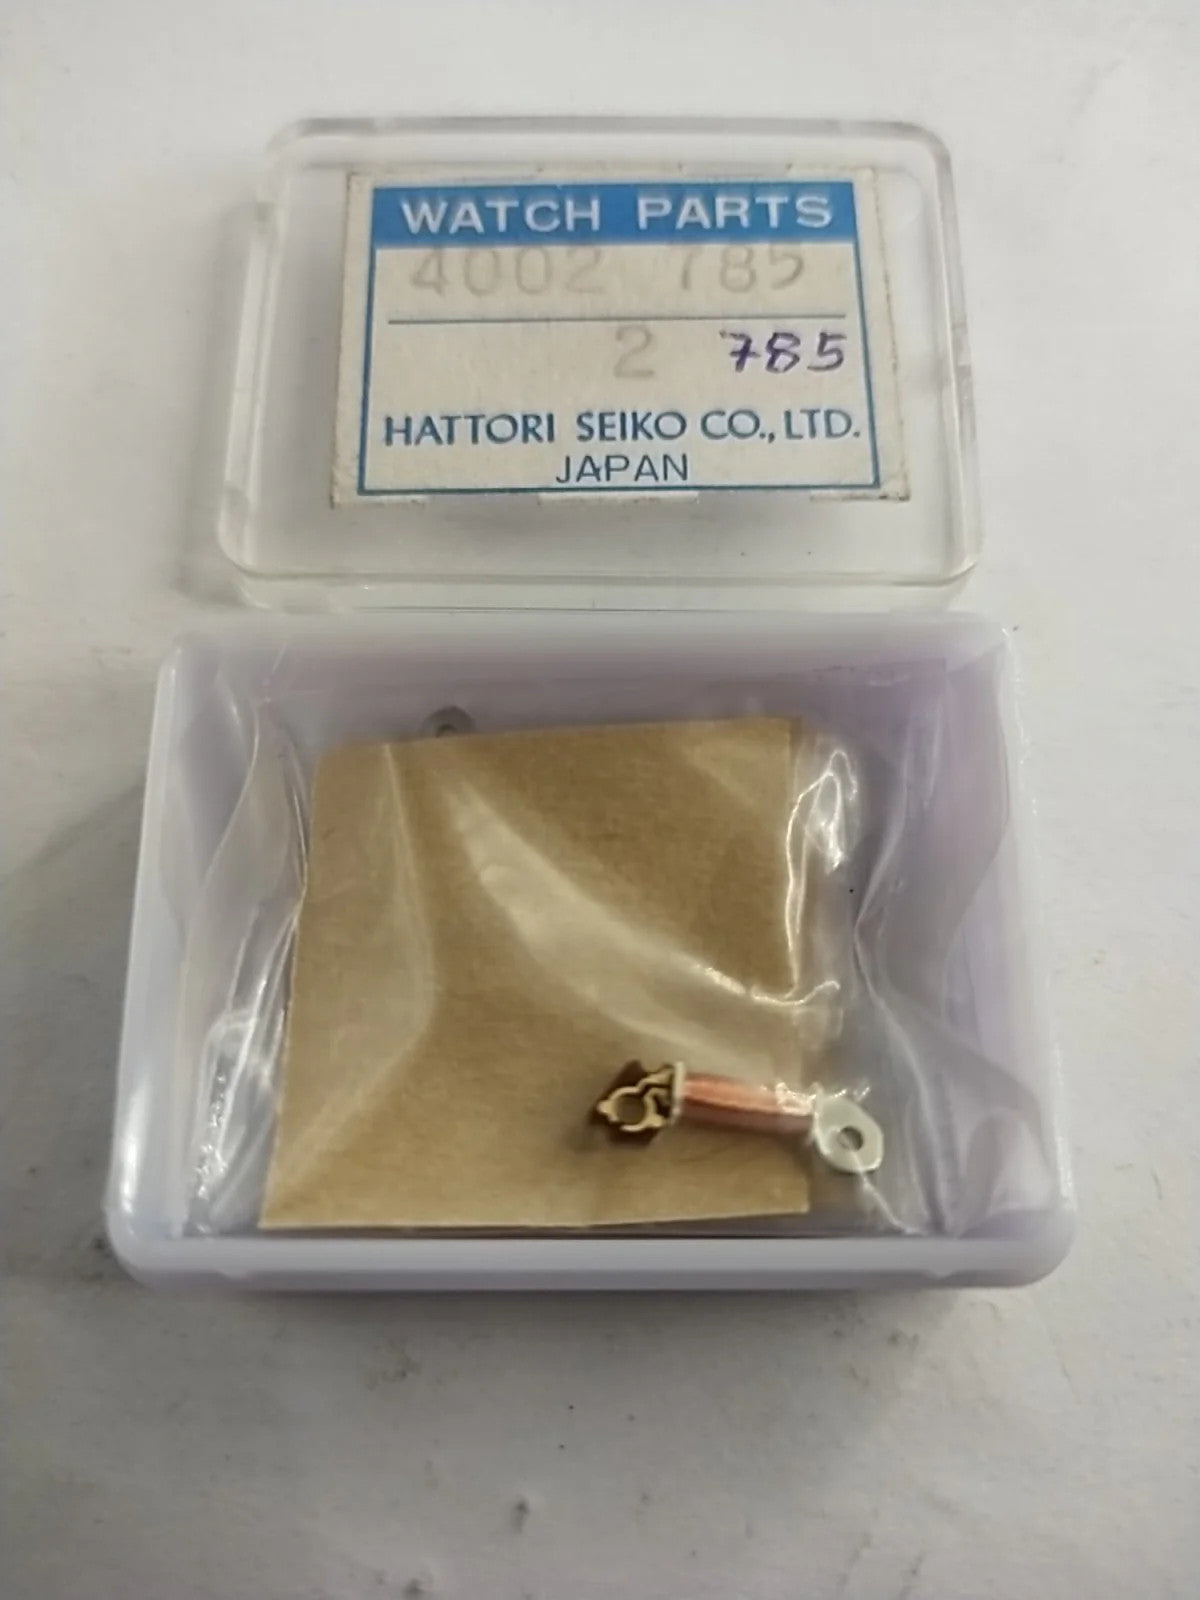 WATCH PARTS
4002 785
2 785
HATTORI SEIKO CO., LTD.
JAPAN